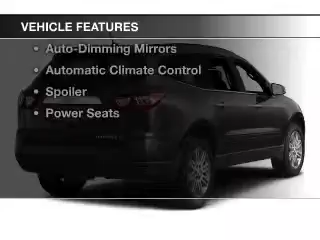 VEHICLE FEATURES
• Auto-Dimming Mirrors
• Automatic Climate Control
• Spoiler
• Power Seats